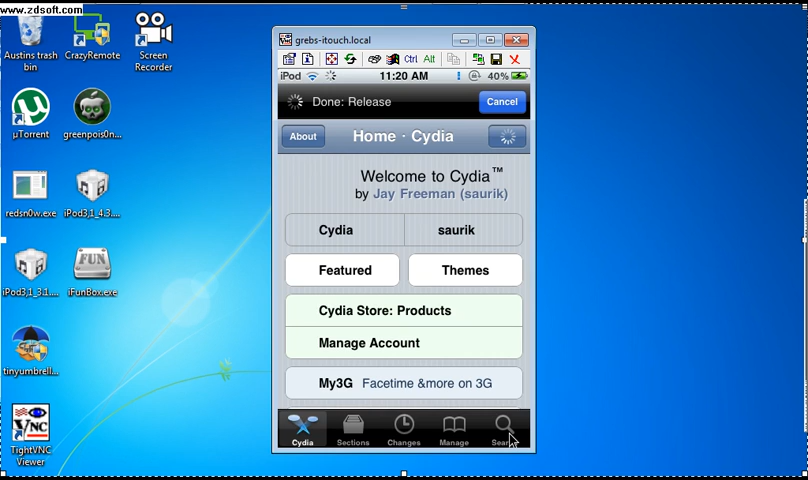 www.zdsoft.com
Austins trash
bin
CrazyRemote
Screen
Recorder
µTorrent
greenpois0n...
redsn0w.exe
iPod3,1_4.3....
iPod3,1_3.1....
iFunBox.exe
tinyumbrell...
TightVNC
Viewer
grebs-itouch.local
Ctrl Alt
iPod
11:20 AM
40%
Done: Release
Cancel
About
Home · Cydia
Welcome to Cydia™
by Jay Freeman (saurik)
Cydia
saurik
Featured
Themes
Cydia Store: Products
Manage Account
My3G Facetime &more on 3G
Cydia
Sections
Changes
Manage